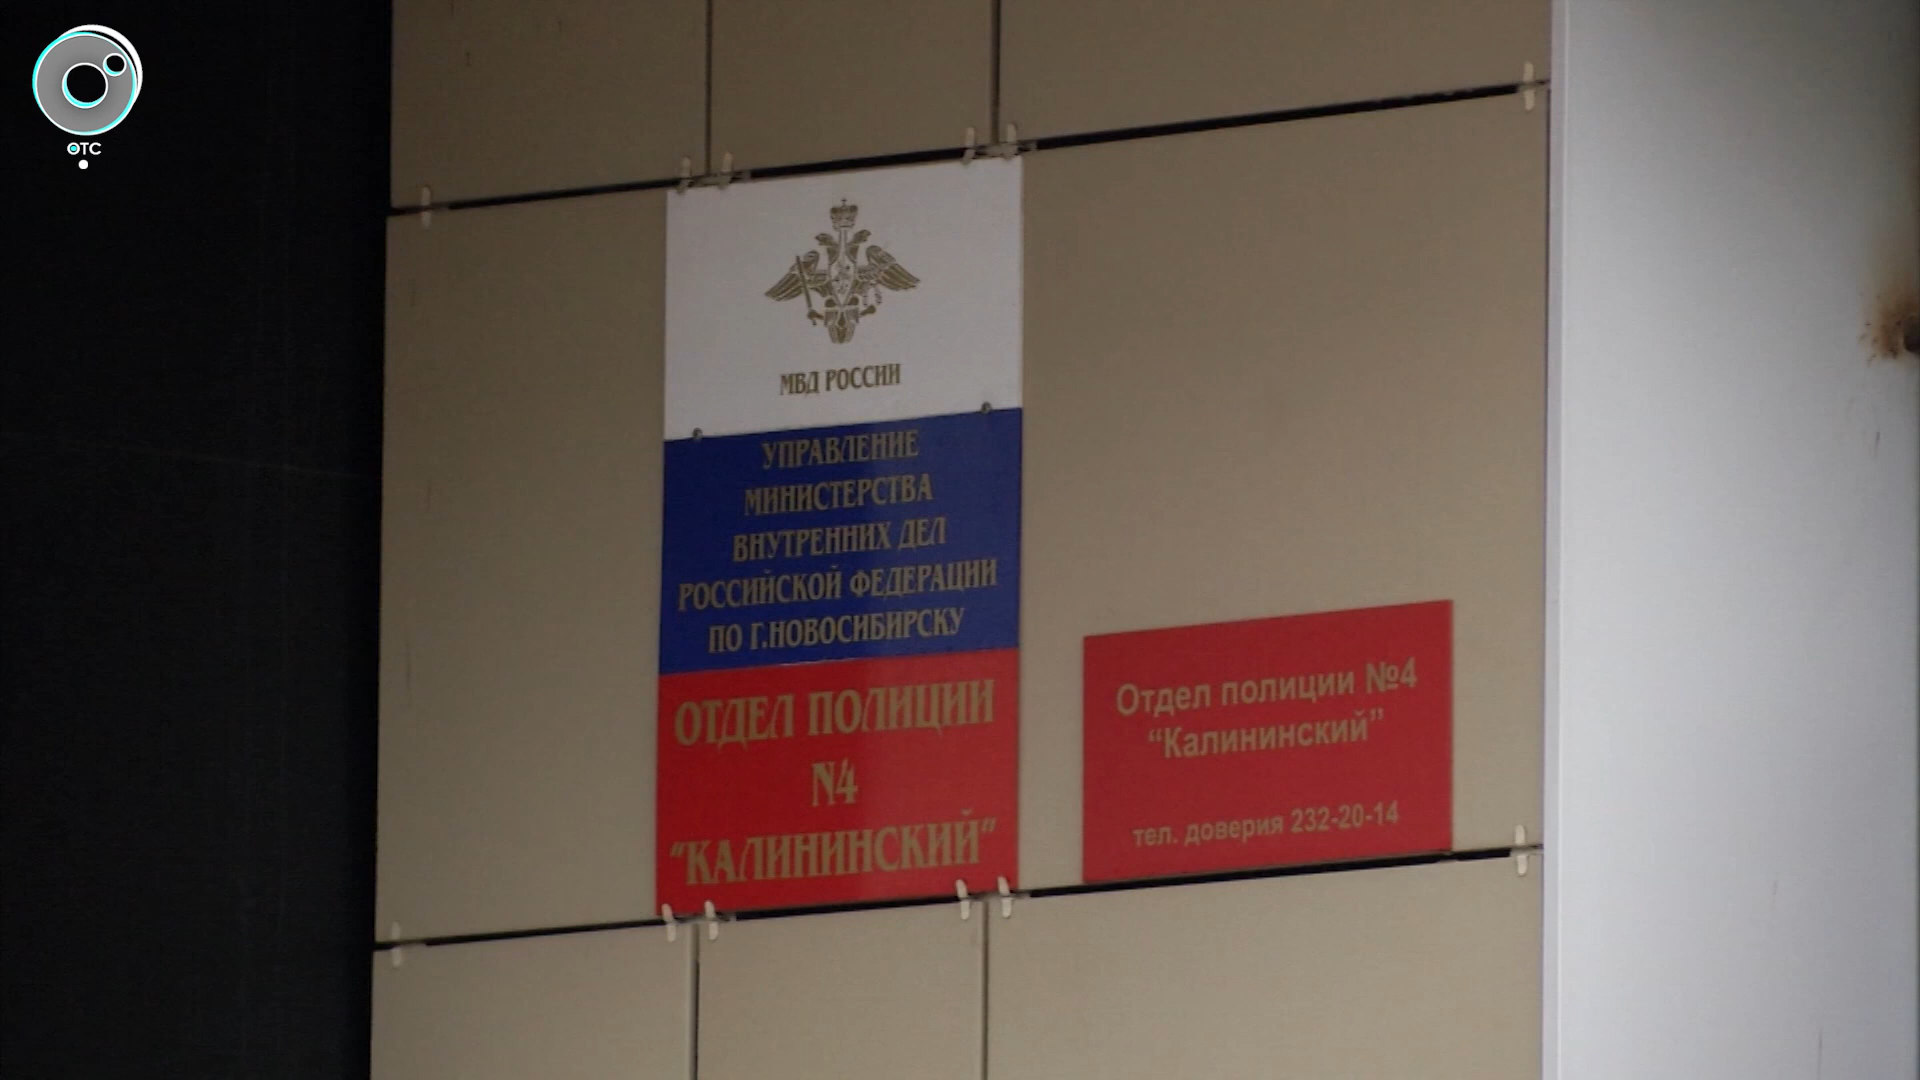 ОТС
МВД РОССИИ
УПРАВЛЕНИЕ
МИНИСТЕРСТВА
ВНУТРЕННИХ ДЕЛ
РОССИЙСКОЙ ФЕДЕРАЦИИ
ПО Г.НОВОСИБИРСКУ
ОТДЕЛ ПОЛИЦИИ
N4
"КАЛИНИНСКИЙ"
Отдел полиции №4
“Калининский”
тел. доверия 232-20-14